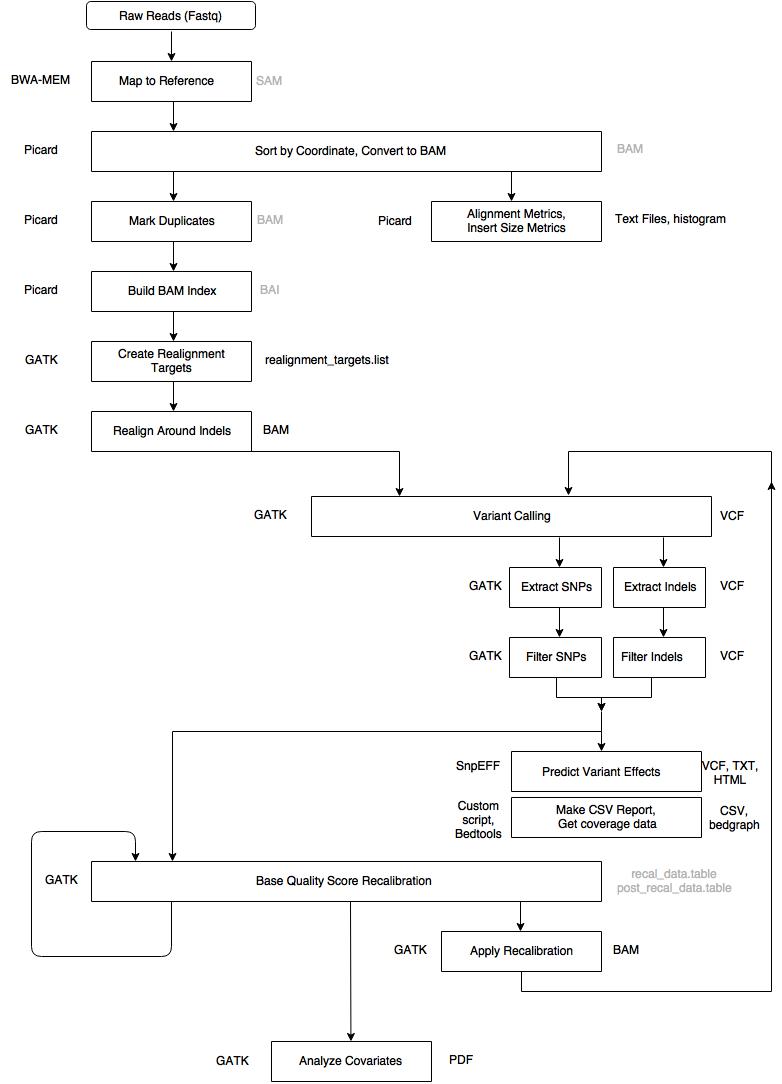 Raw Reads (Fastq)
BWA-MEM
Map to Reference
SAM
Picard
Sort by Coordinate, Convert to BAM
BAM
Picard
Mark Duplicates
BAM
Picard
Alignment Metrics,
Insert Size Metrics
Text Files, histogram
Picard
Build BAM Index
BAI
GATK
Create Realignment
Targets
realignment_targets.list
GATK
Realign Around Indels
BAM
GATK
Variant Calling
VCF
GATK
Extract SNPs
Extract Indels
VCF
GATK
Filter SNPs
Filter Indels
VCF
SnpEFF
Predict Variant Effects
VCF, TXT,
HTML
Custom
script,
Bedtools
Make CSV Report,
Get coverage data
CSV,
bedgraph
GATK
Base Quality Score Recalibration
recal_data.table
post_recal_data.table
GATK
Apply Recalibration
BAM
GATK
Analyze Covariates
PDF